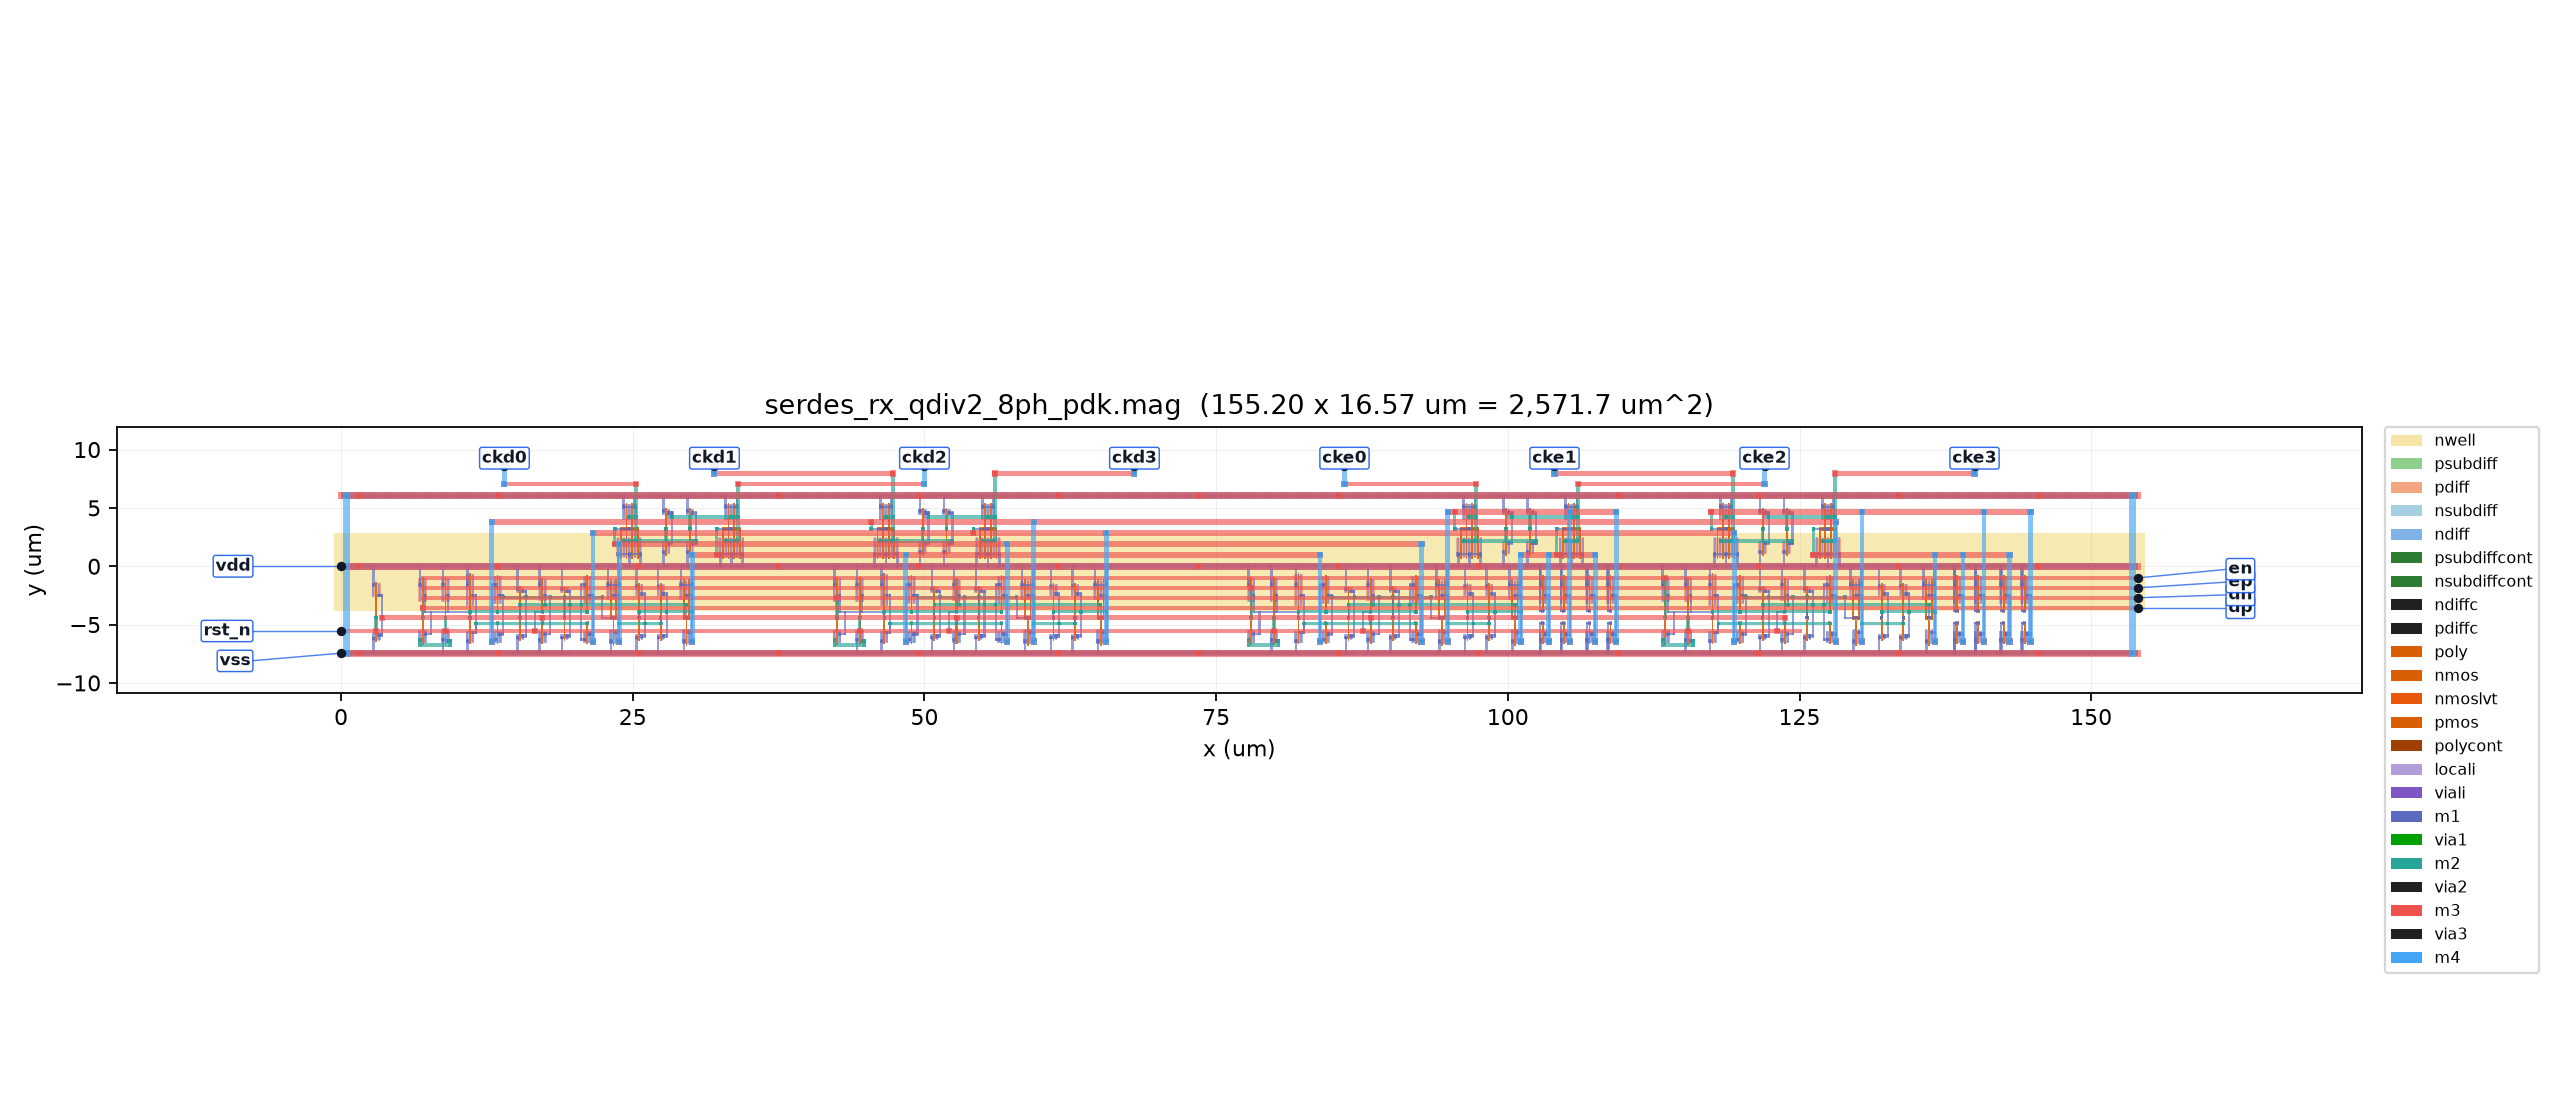 serdes_rx_qdiv2_8ph_pdk.mag  (155.20 x 16.57 um = 2,571.7 um^2)
ckd0 ckd1 ckd2 ckd3 cke0 cke1 cke2 cke3
10
5
0
−5
−10
y (um)
vdd
rst_n
vss
en
ep
dn
dp
0 25 50 75 100 125 150
x (um)
nwell
psubdiff
pdiff
nsubdiff
ndiff
psubdiffcont
nsubdiffcont
ndiffc
pdiffc
poly
nmos
nmoslvt
pmos
polycont
locali
viali
m1
via1
m2
via2
m3
via3
m4